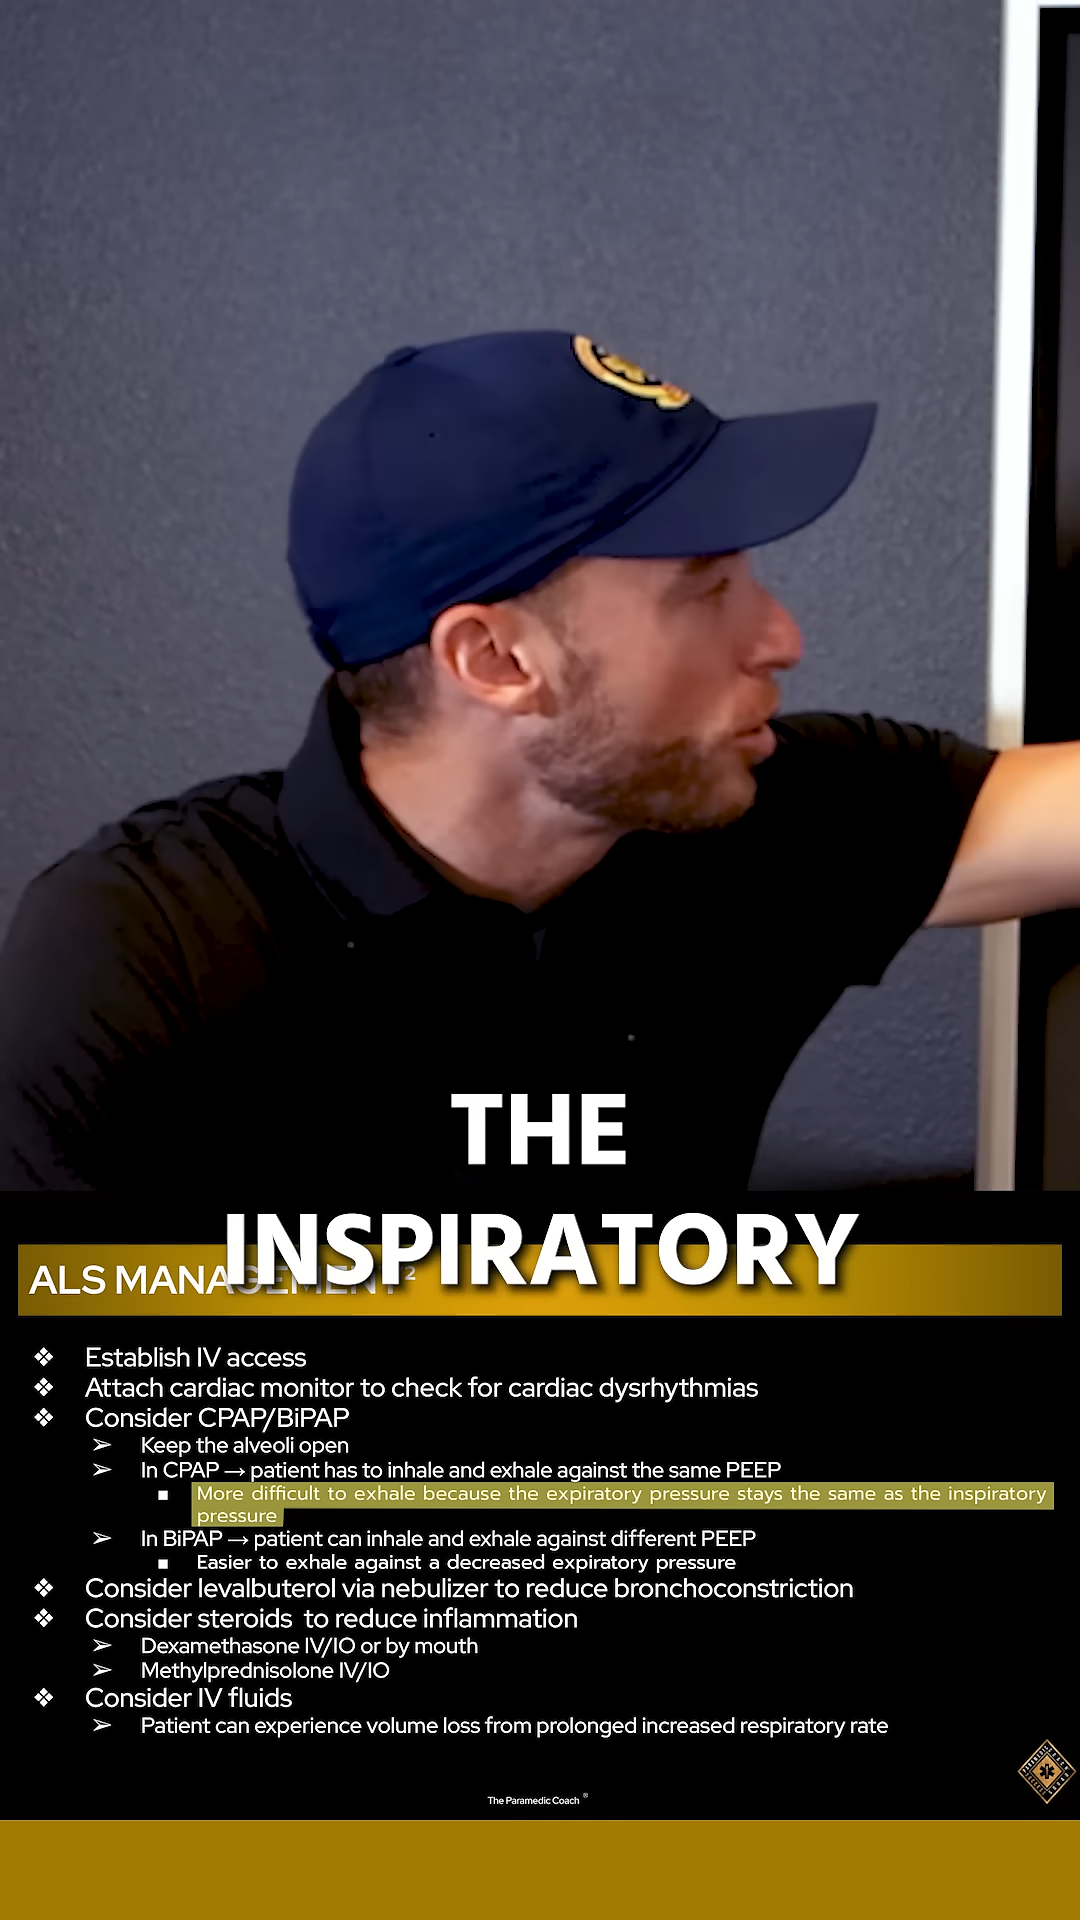 THE
INSPIRATORY
ALS MANAGEMENT 2
❖ Establish IV access
❖ Attach cardiac monitor to check for cardiac dysrhythmias
❖ Consider CPAP/BiPAP
➢ Keep the alveoli open
➢ In CPAP → patient has to inhale and exhale against the same PEEP
■ More difficult to exhale because the expiratory pressure stays the same as the inspiratory
pressure
➢ In BiPAP → patient can inhale and exhale against different PEEP
■ Easier to exhale against a decreased expiratory pressure
❖ Consider levalbuterol via nebulizer to reduce bronchoconstriction
❖ Consider steroids to reduce inflammation
➢ Dexamethasone IV/IO or by mouth
➢ Methylprednisolone IV/IO
❖ Consider IV fluids
➢ Patient can experience volume loss from prolonged increased respiratory rate
The Paramedic Coach ®